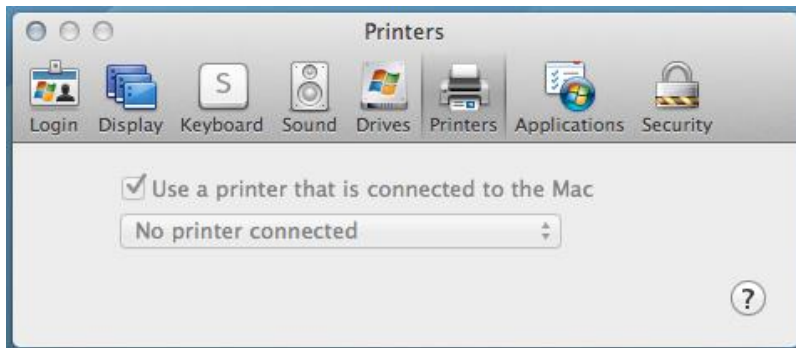 Printers
S
Login Display Keyboard Sound Drives Printers Applications Security
Use a printer that is connected to the Mac
No printer connected
?